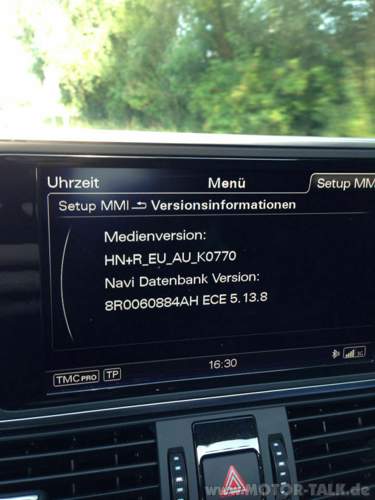 Uhrzeit Menü Setup MM
Setup MMI Versionsinformationen
Medienversion:
HN+R_EU_AU_K0770
Navi Datenbank Version:
8R0060884AH ECE 5.13.8
3G
TMC PRO TP 16:30
www.MOTOR-TALK.de